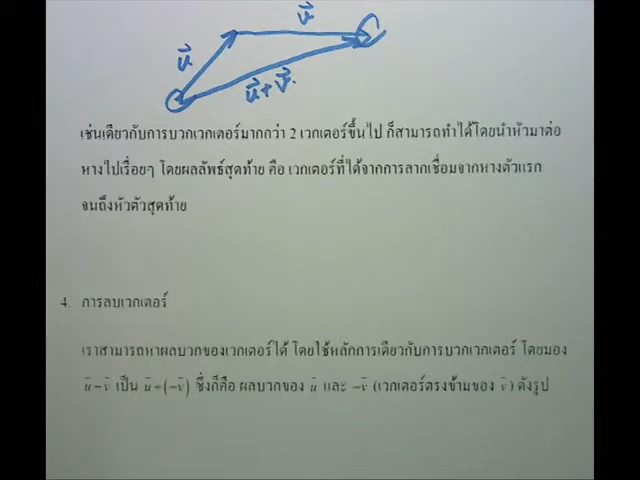 v⃗
u⃗
u⃗+v⃗
เช่นเดียวกับการบวกเวกเตอร์มากกว่า 2 เวกเตอร์ขึ้นไป ก็สามารถทำได้โดยนำหัวมาต่อ
หางไปเรื่อยๆ โดยผลลัพธ์สุดท้าย คือ เวกเตอร์ที่ได้จากการลากเชื่อมจากหางตัวแรก
จนถึงหัวตัวสุดท้าย
4. การลบเวกเตอร์
เราสามารถหาผลบวกของเวกเตอร์ได้ โดยใช้หลักการเดียวกับการบวกเวกเตอร์ โดยมอง
u⃗−v⃗ เป็น u⃗+(−v⃗) ซึ่งก็คือ ผลบวกของ u⃗ และ −v⃗ (เวกเตอร์ตรงข้ามของ v⃗) ดังรูป